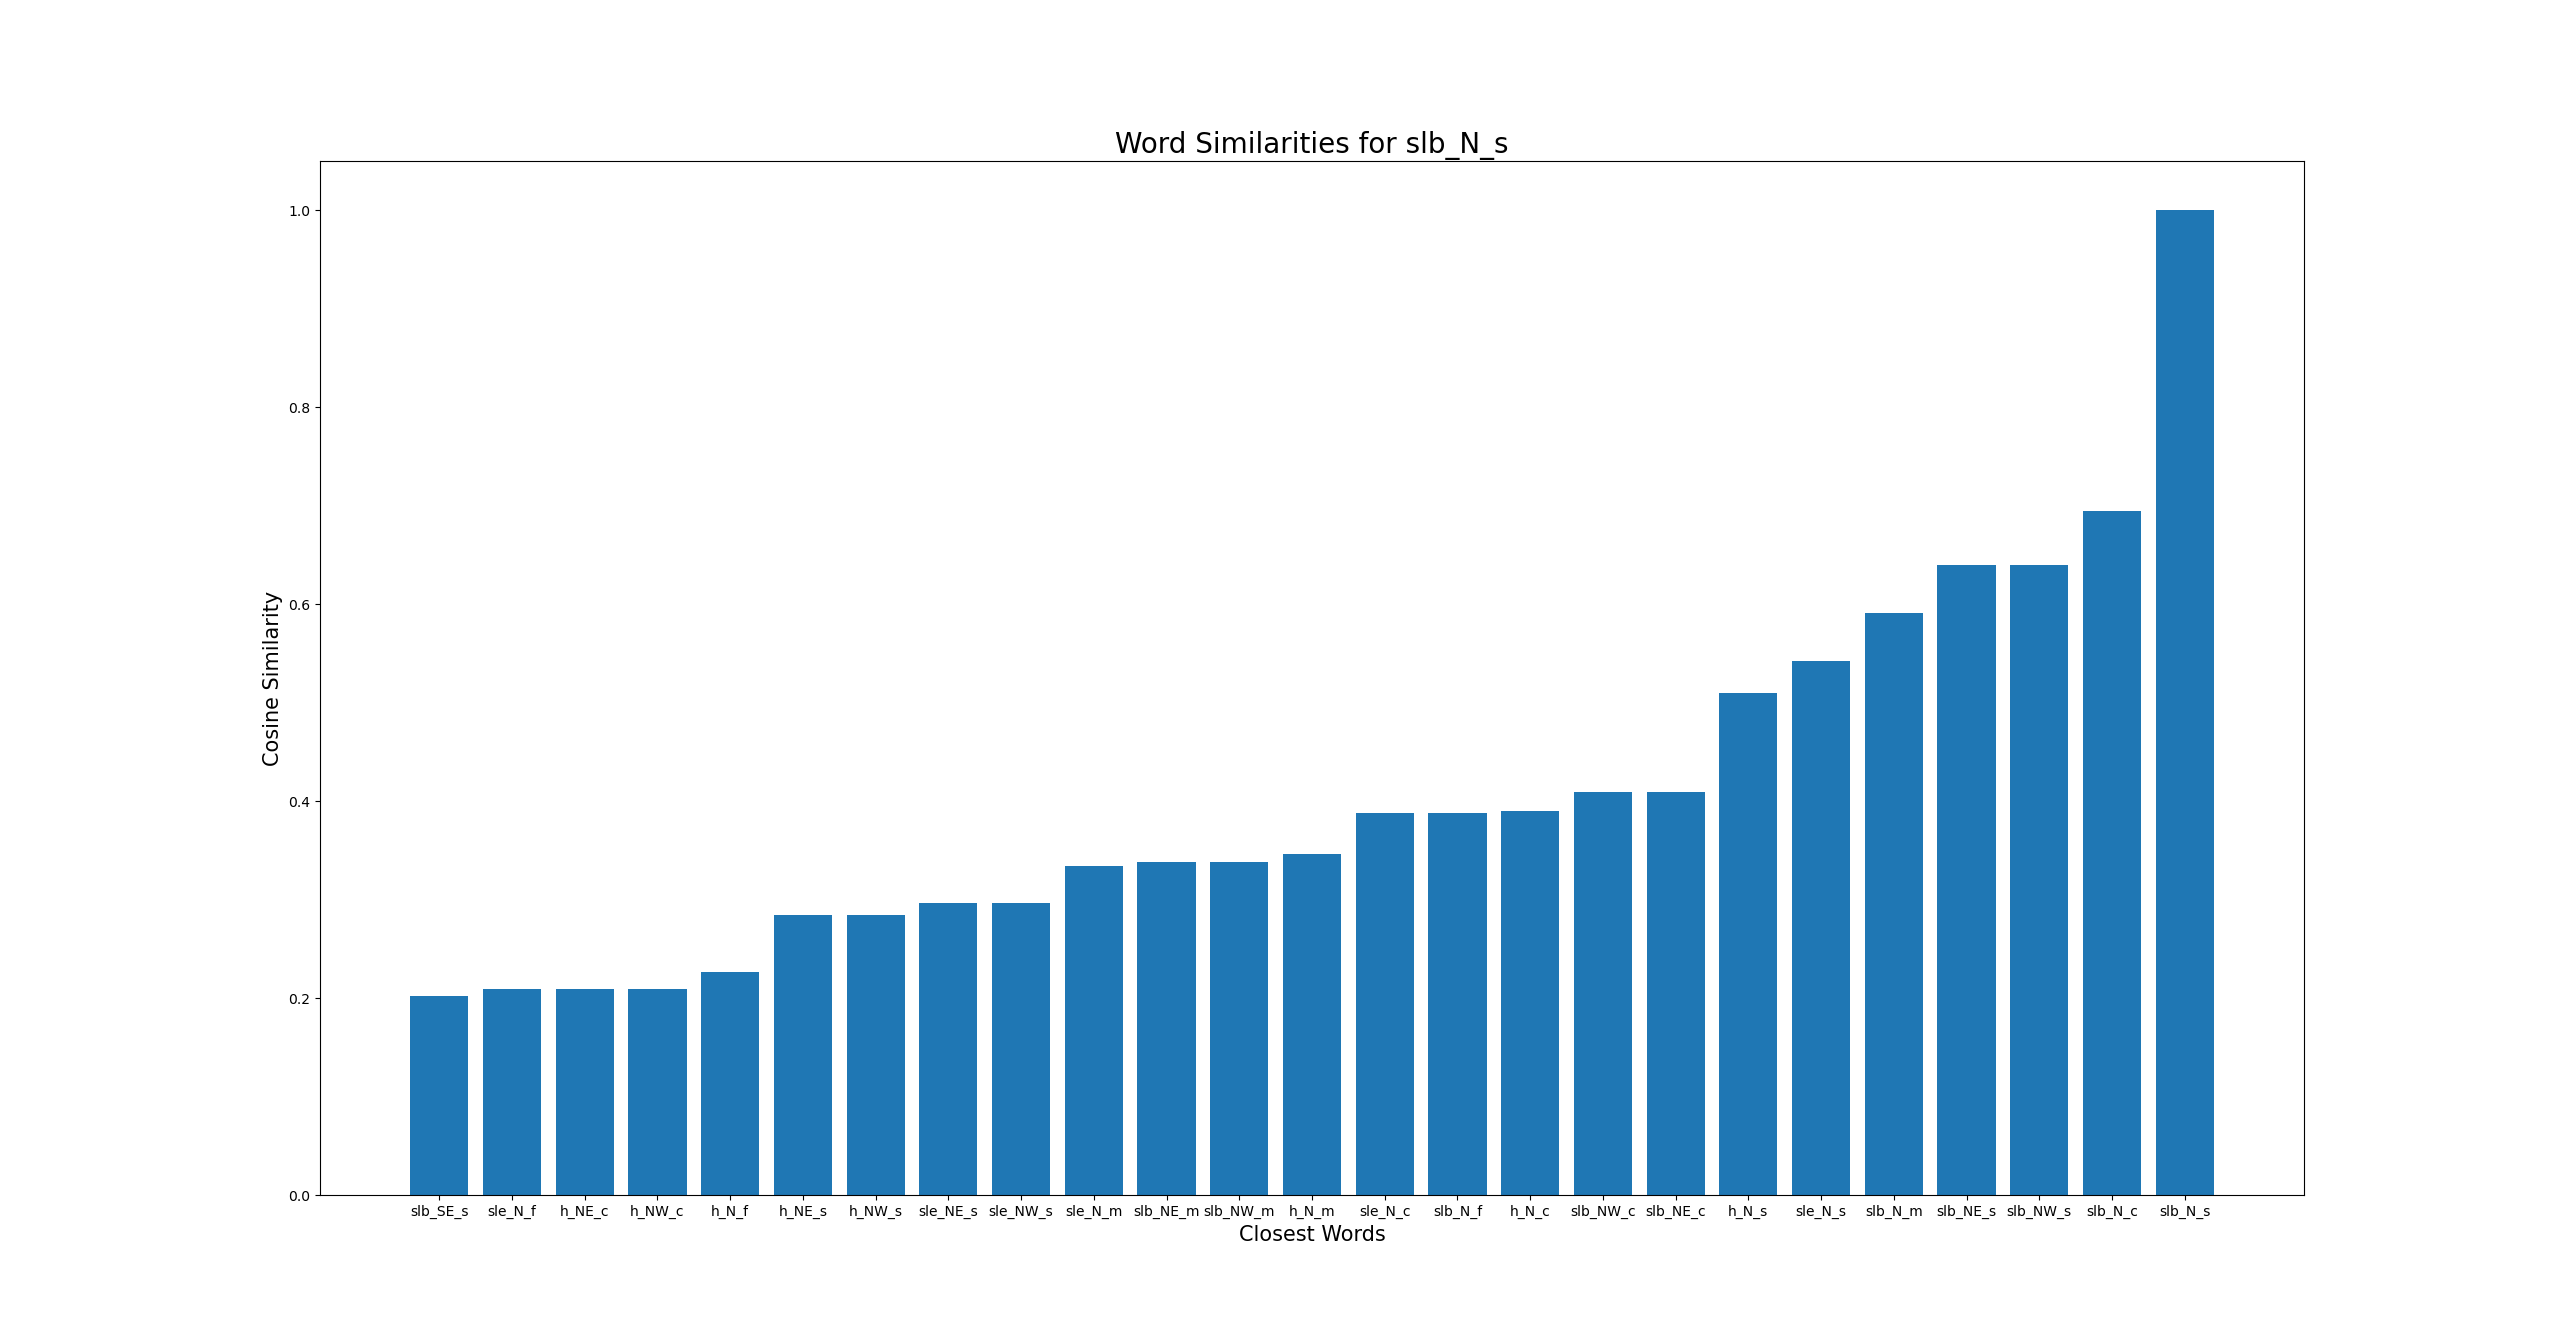 Word Similarities for slb_N_s
1.0
0.8
0.6
0.4
0.2
0.0
Cosine Similarity
slb_SE_s sle_N_f h_NE_c h_NW_c h_N_f h_NE_s h_NW_s sle_NE_s sle_NW_s sle_N_m slb_NE_m slb_NW_m h_N_m sle_N_c slb_N_f h_N_c slb_NW_c slb_NE_c h_N_s sle_N_s slb_N_m slb_NE_s slb_NW_s slb_N_c slb_N_s
Closest Words